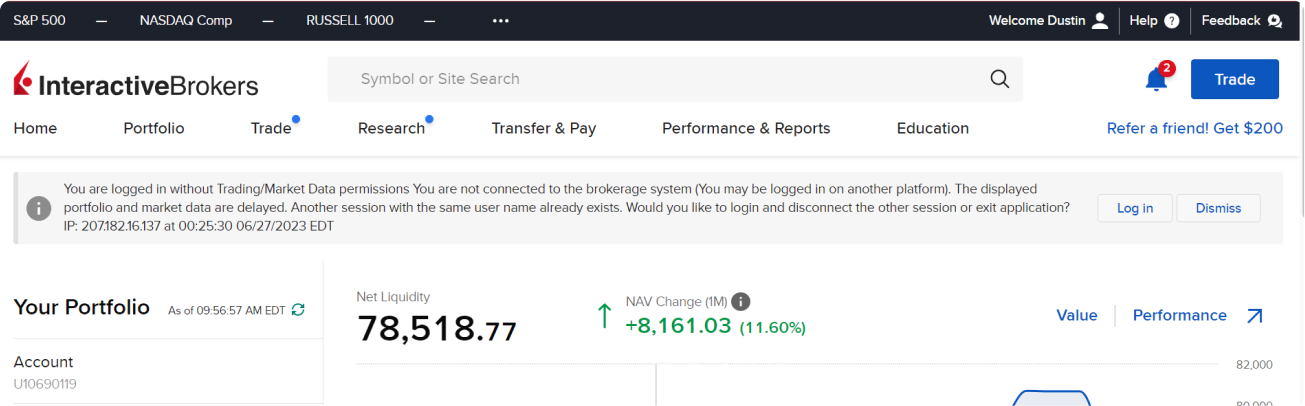 S&P 500 — NASDAQ Comp — RUSSELL 1000 — ••• Welcome Dustin Help ? Feedback
InteractiveBrokers Symbol or Site Search 2 Trade
Home Portfolio Trade Research Transfer & Pay Performance & Reports Education Refer a friend! Get $200
You are logged in without Trading/Market Data permissions You are not connected to the brokerage system (You may be logged in on another platform). The displayed
portfolio and market data are delayed. Another session with the same user name already exists. Would you like to login and disconnect the other session or exit application?
IP: 207.182.16.137 at 00:25:30 06/27/2023 EDT
Log in Dismiss
Your Portfolio As of 09:56:57 AM EDT
Account
U10690119
Net Liquidity
78,518.77
NAV Change (1M) i
+8,161.03 (11.60%)
Value Performance
82,000
80,000